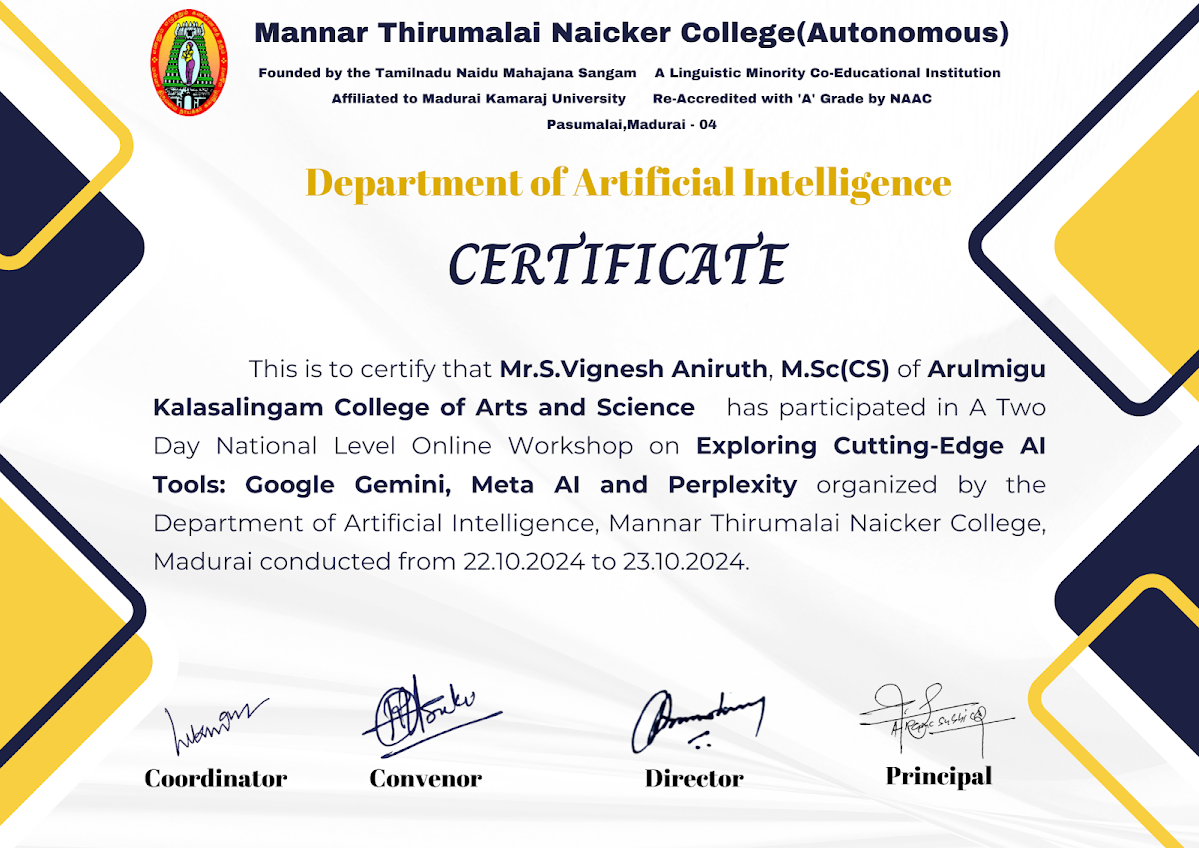 Mannar Thirumalai Naicker College(Autonomous)
Founded by the Tamilnadu Naidu Mahajana Sangam A Linguistic Minority Co-Educational Institution
Affiliated to Madurai Kamaraj University Re-Accredited with 'A' Grade by NAAC
Pasumalai,Madurai - 04
Department of Artificial Intelligence
CERTIFICATE
This is to certify that Mr.S.Vignesh Aniruth, M.Sc(CS) of Arulmigu
Kalasalingam College of Arts and Science has participated in A Two
Day National Level Online Workshop on Exploring Cutting-Edge AI
Tools: Google Gemini, Meta AI and Perplexity organized by the
Department of Artificial Intelligence, Mannar Thirumalai Naicker College,
Madurai conducted from 22.10.2024 to 23.10.2024.
Coordinator Convenor Director Principal